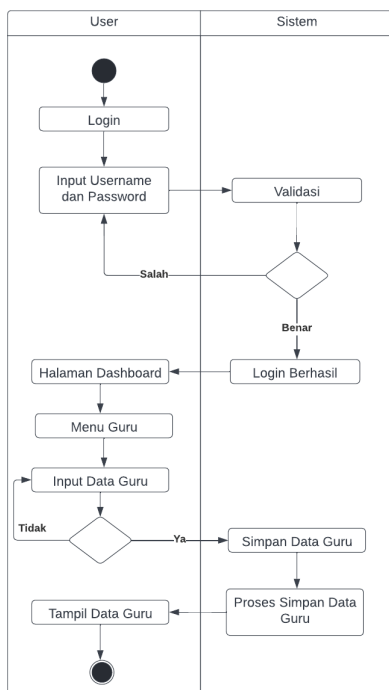 User
Sistem
Login
Input Username
dan Password
Validasi
Salah
Benar
Halaman Dashboard
Login Berhasil
Menu Guru
Input Data Guru
Tidak
Ya
Simpan Data Guru
Tampil Data Guru
Proses Simpan Data
Guru